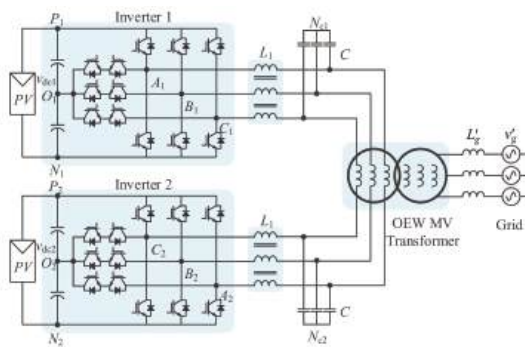 P1 Inverter 1
Nc1
L1 C
PV vdc1 O1
A1
B1
C1
N1
L'g v'g
P2 Inverter 2
OEW MV
Transformer
Grid
L1
PV vdc2 O2
C2
B2
A2
C
N2
Nc2